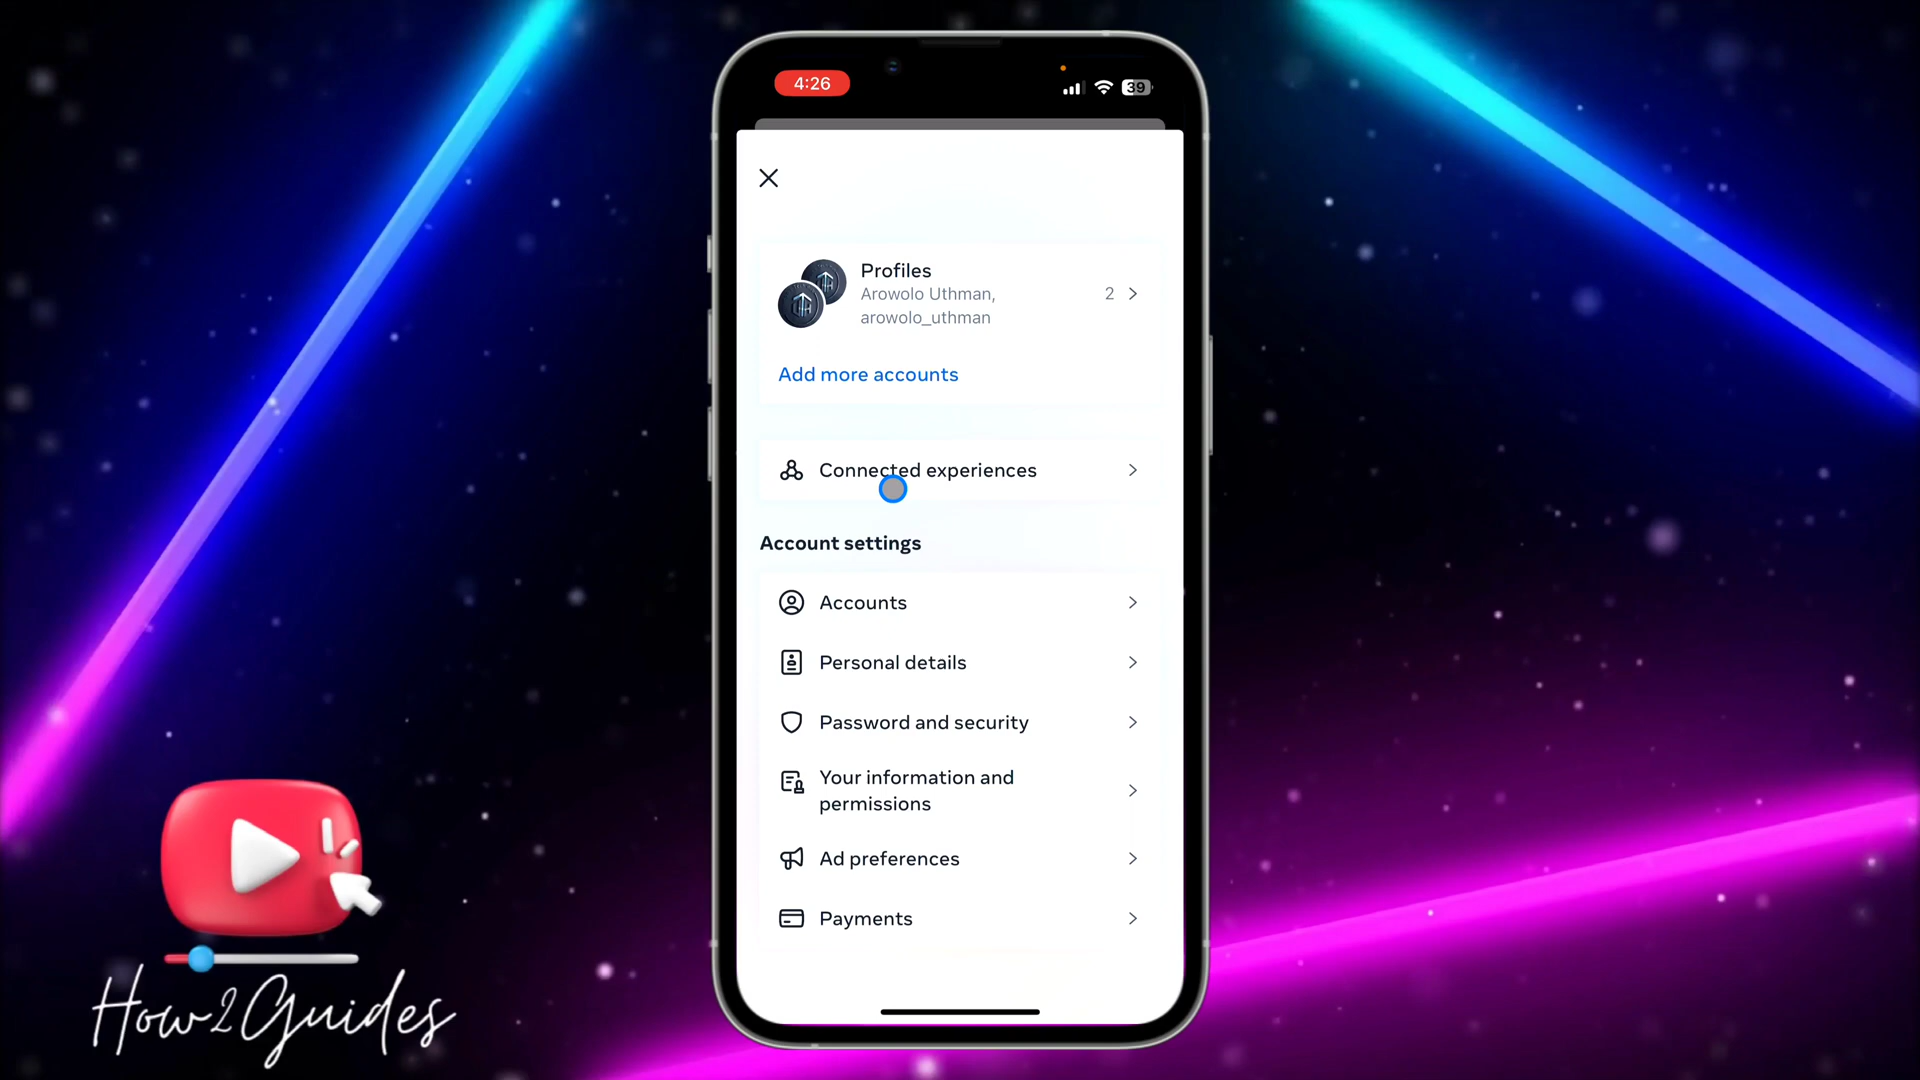 4:26
39
Profiles
Arowolo Uthman,
2
arowolo_uthman
Add more accounts
Connected experiences
Account settings
Accounts
Personal details
Password and security
Your information and
permissions
Ad preferences
Payments
How2Guides